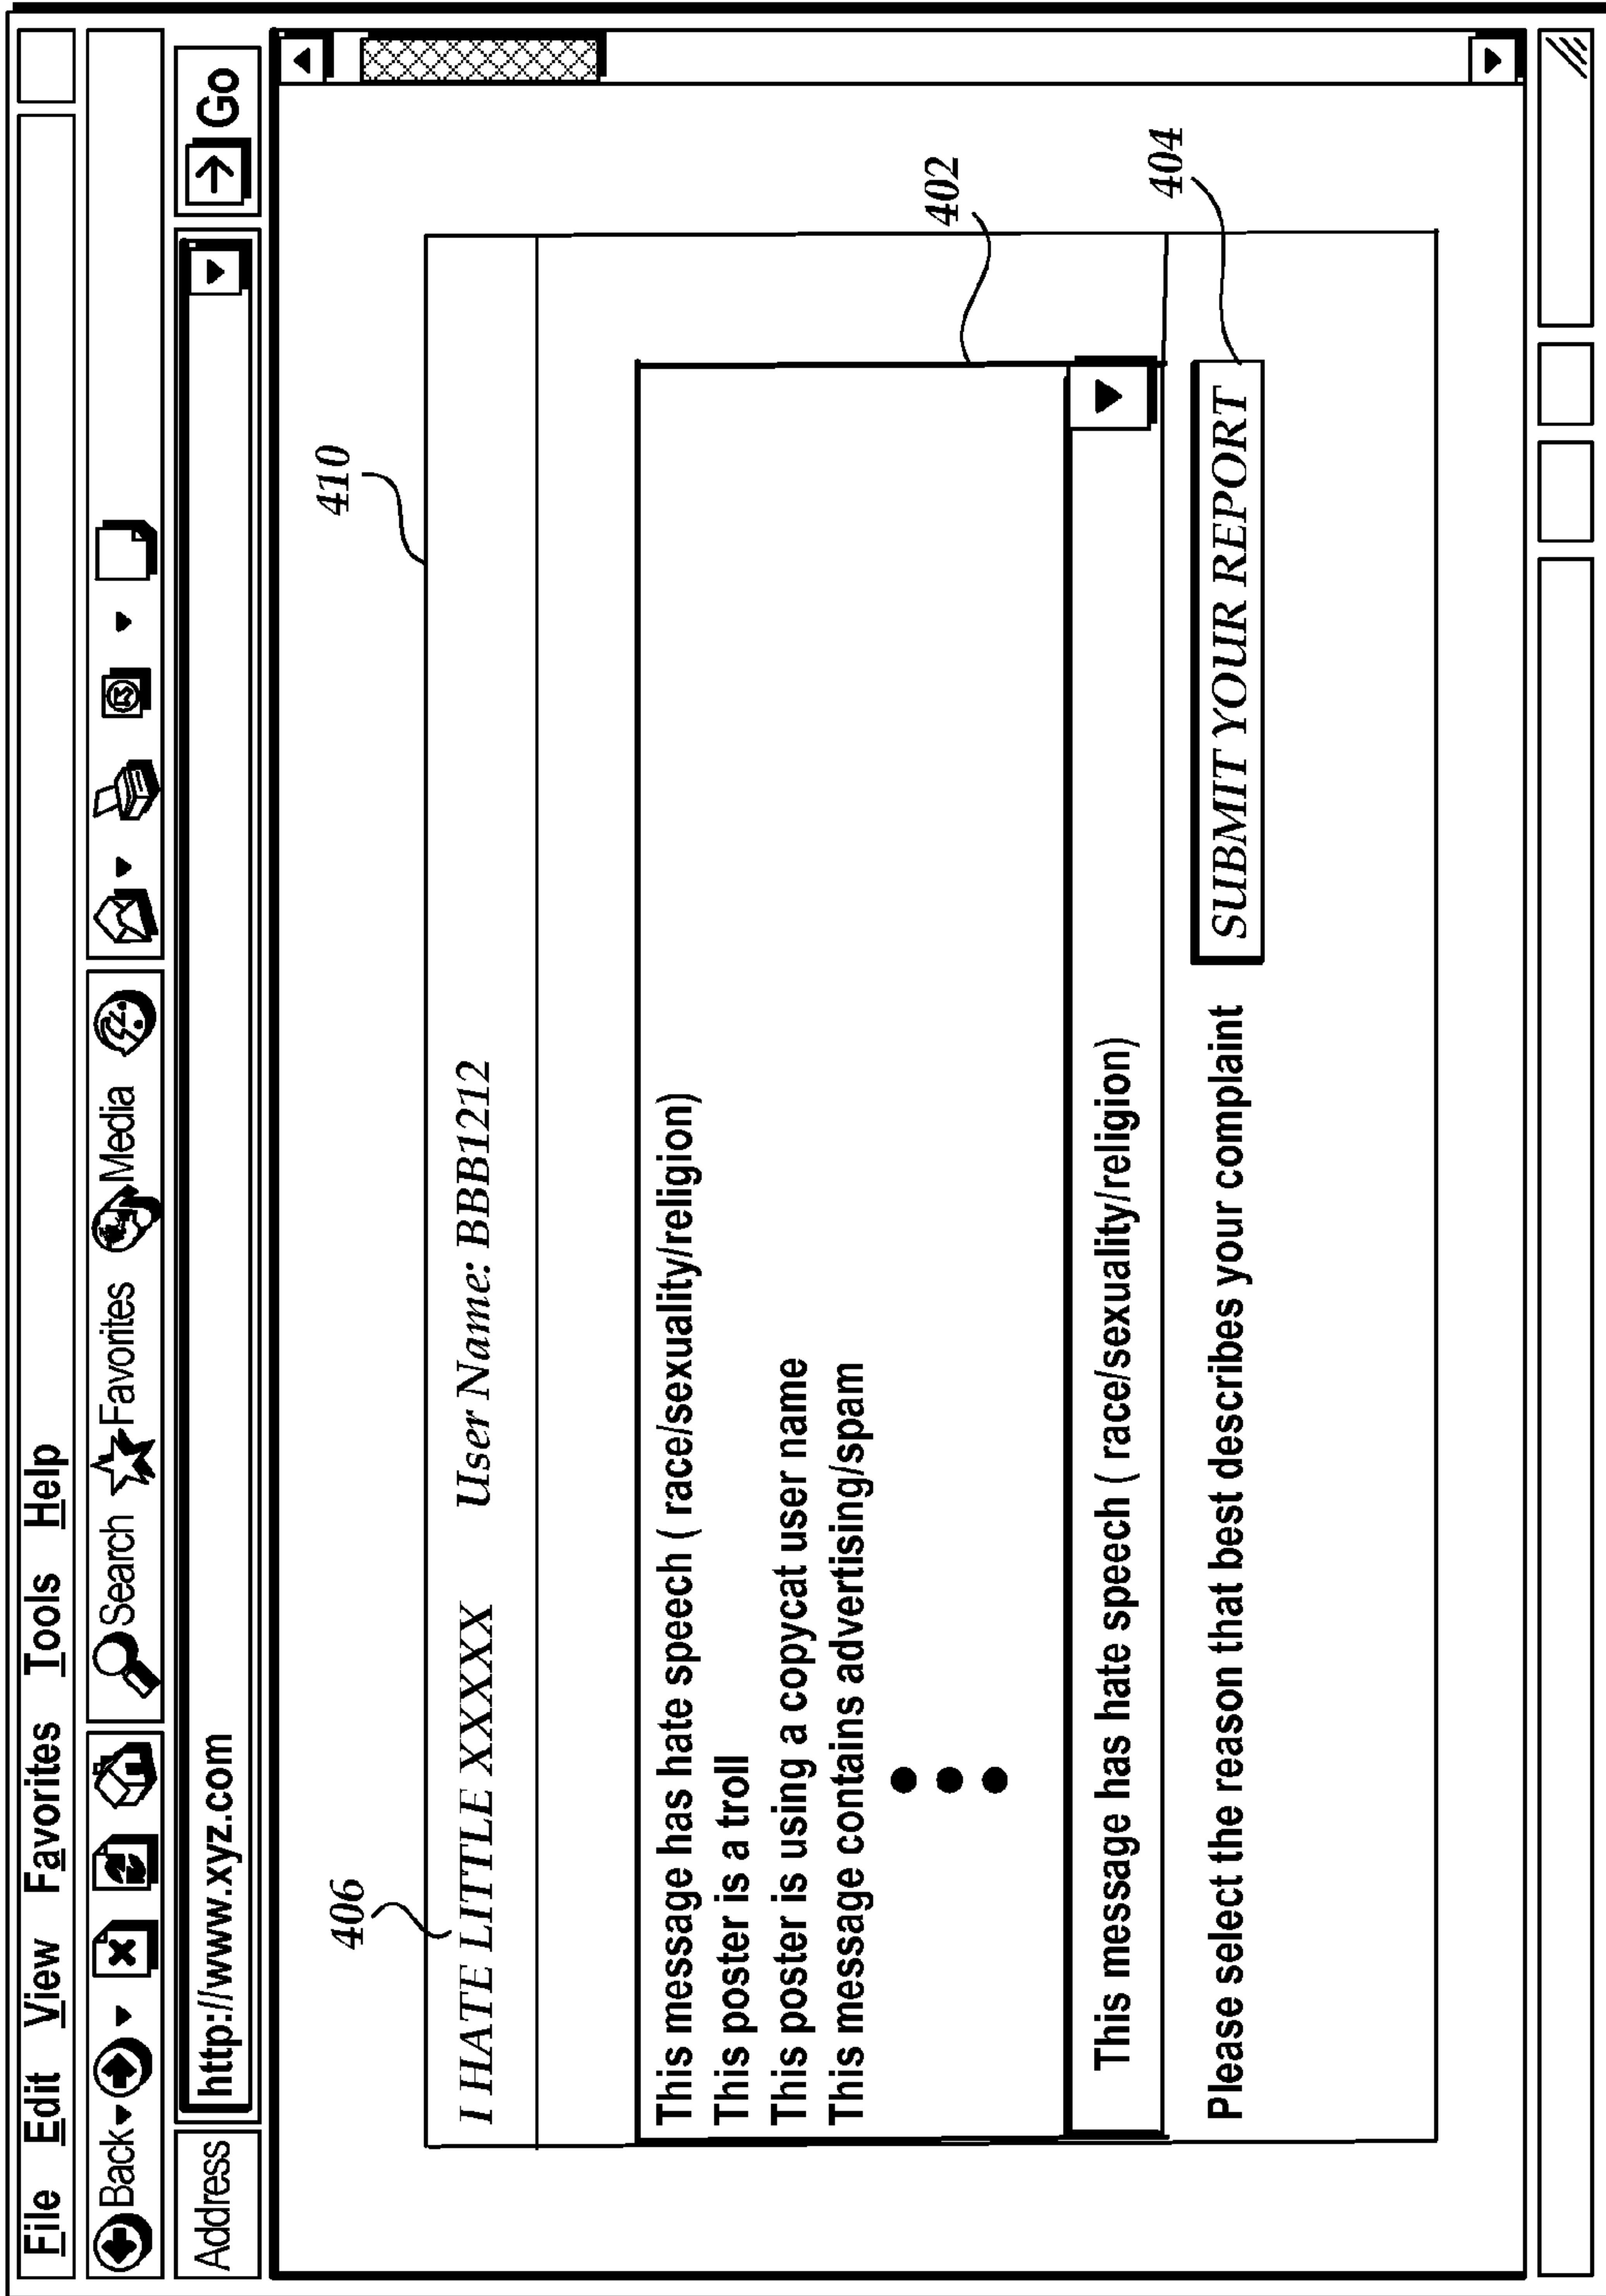 File Edit View Favorites Tools Help
Back Search Favorites Media
Address http://www.xyz.com Go
410
406
I HATE LITTLE XXXXX User Name: BBB1212
This message has hate speech ( race/sexuality/religion)
This poster is a troll
This poster is using a copycat user name
This message contains advertising/spam
402
This message has hate speech ( race/sexuality/religion)
404
Please select the reason that best describes your complaint SUBMIT YOUR REPORT